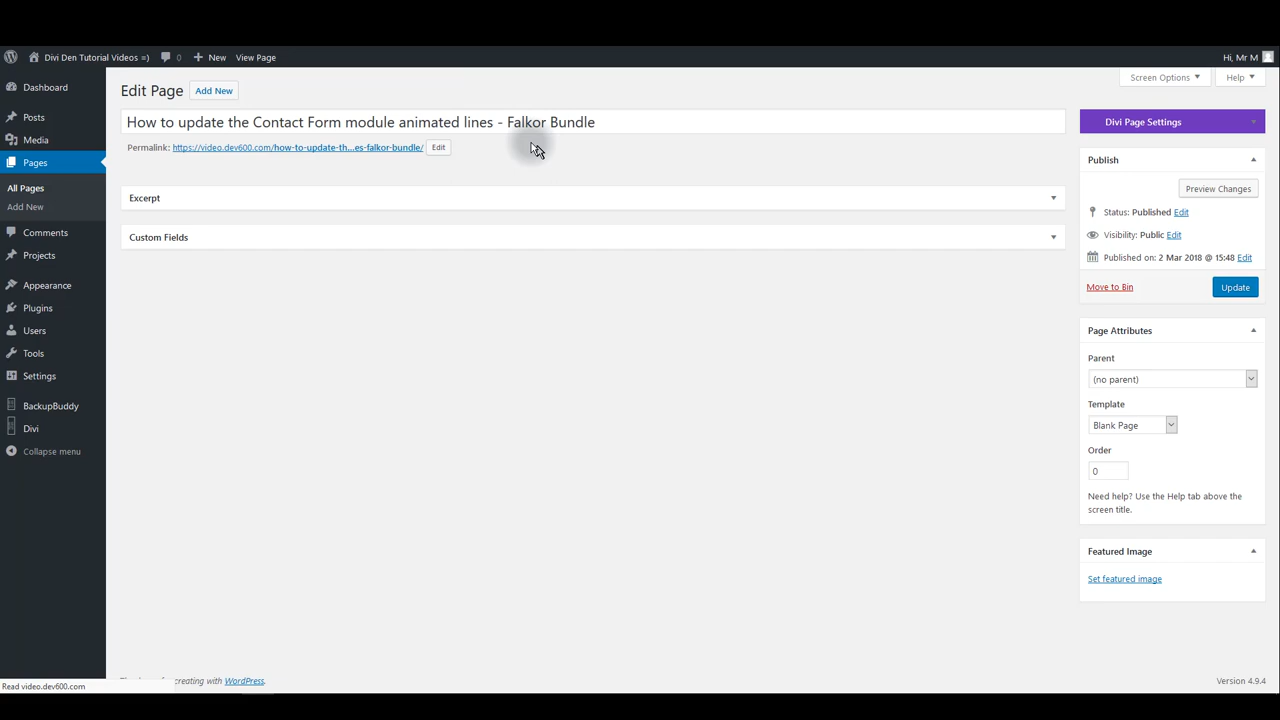 Divi Den Tutorial Videos =)
0
New
View Page
Hi, Mr M
Dashboard
Posts
Media
Pages
All Pages
Add New
Comments
Projects
Appearance
Plugins
Users
Tools
Settings
BackupBuddy
Divi
Collapse menu
Screen Options
Help
Edit Page
Add New
How to update the Contact Form module animated lines - Falkor Bundle
Permalink: https://video.dev600.com/how-to-update-th...es-falkor-bundle/ Edit
Excerpt
Custom Fields
Divi Page Settings
Publish
Preview Changes
Status: Published Edit
Visibility: Public Edit
Published on: 2 Mar 2018 @ 15:48 Edit
Move to Bin
Update
Page Attributes
Parent
(no parent)
Template
Blank Page
Order
0
Need help? Use the Help tab above the
screen title.
Featured Image
Set featured image
creating with WordPress.
Version 4.9.4
Read video.dev600.com